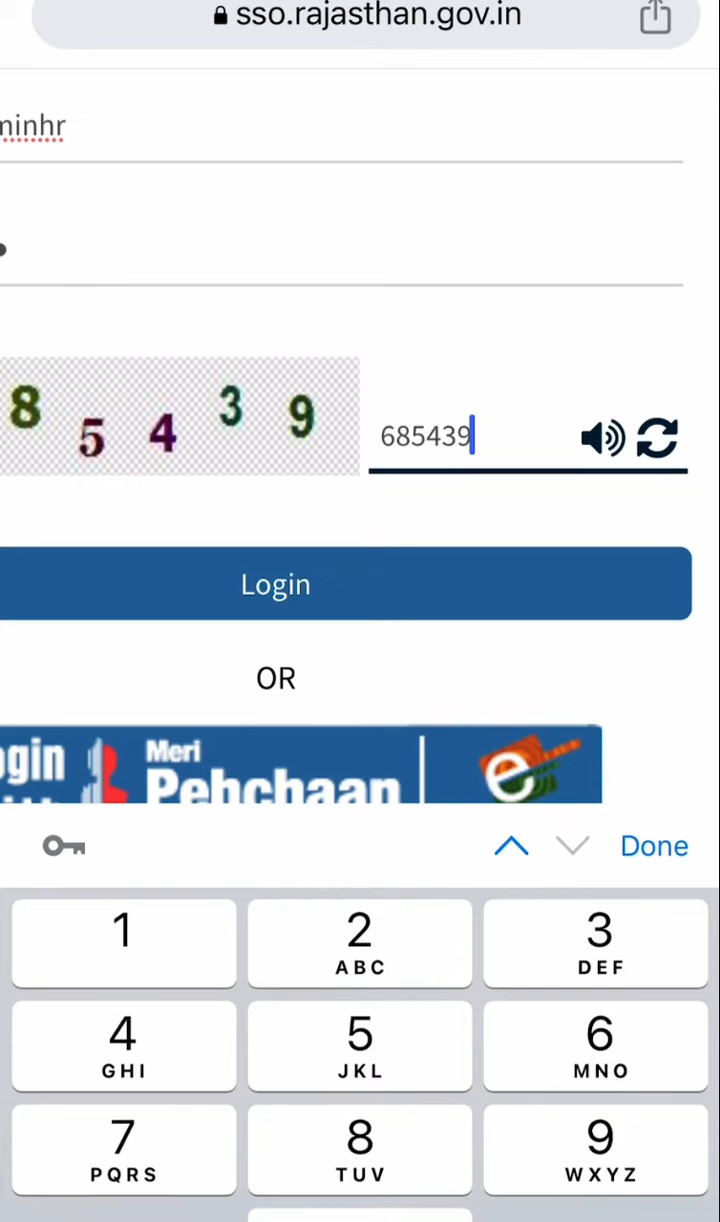 sso.rajasthan.gov.in
minhr
8 5 4 3 9
685439
Login
OR
gin Meri
Pehchaan
e
Done
1 2 3
ABC DEF
4 5 6
GHI JKL MNO
7 8 9
PQRS TUV WXYZ